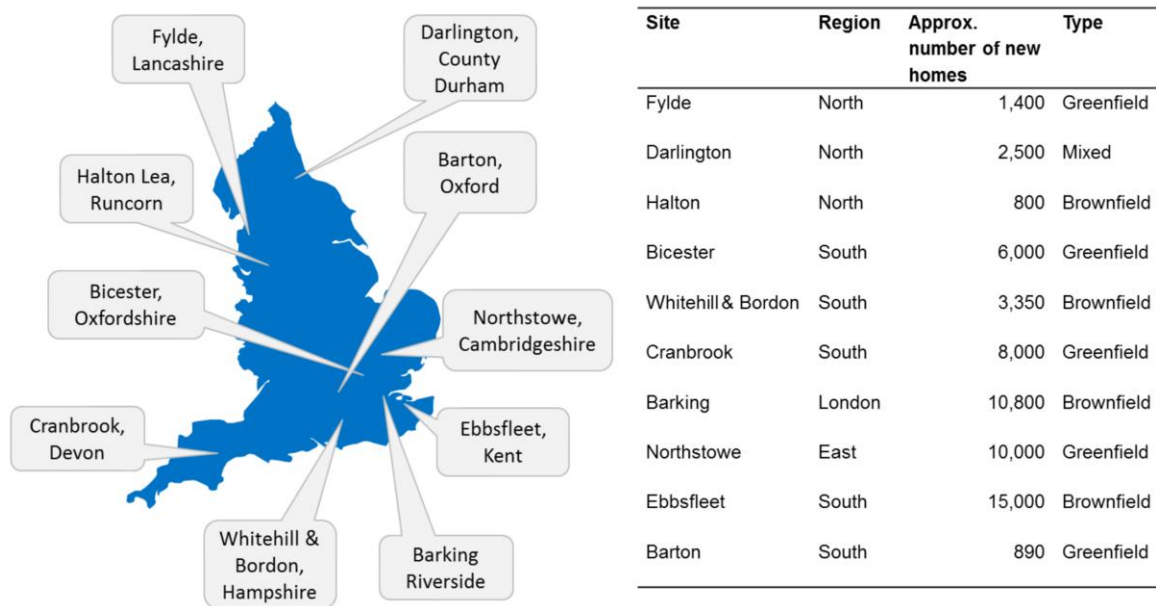 Fylde,
Lancashire
Darlington,
County
Durham
Barton,
Oxford
Halton Lea,
Runcorn
Bicester,
Oxfordshire
Northstowe,
Cambridgeshire
Cranbrook,
Devon
Ebbsfleet,
Kent
Whitehill &
Bordon,
Hampshire
Barking
Riverside
Site Region Approx. number of new homes Type
Fylde North 1,400 Greenfield
Darlington North 2,500 Mixed
Halton North 800 Brownfield
Bicester South 6,000 Greenfield
Whitehill & Bordon South 3,350 Brownfield
Cranbrook South 8,000 Greenfield
Barking London 10,800 Brownfield
Northstowe East 10,000 Greenfield
Ebbsfleet South 15,000 Brownfield
Barton South 890 Greenfield